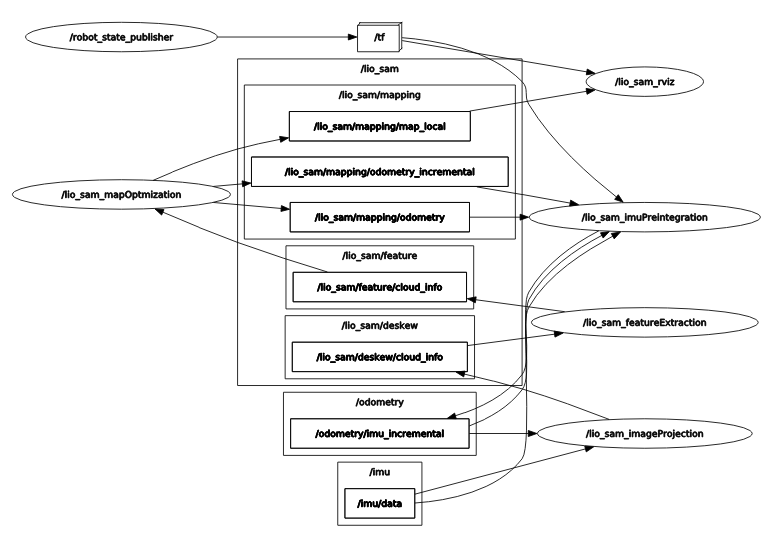 /robot_state_publisher
/tf
/lio_sam
/lio_sam_rviz
/lio_sam/mapping
/lio_sam/mapping/map_local
/lio_sam/mapping/odometry_incremental
/lio_sam_mapOptmization
/lio_sam/mapping/odometry
/lio_sam_imuPreintegration
/lio_sam/feature
/lio_sam/feature/cloud_info
/lio_sam_featureExtraction
/lio_sam/deskew
/lio_sam/deskew/cloud_info
/odometry
/odometry/imu_incremental
/lio_sam_imageProjection
/imu
/imu/data